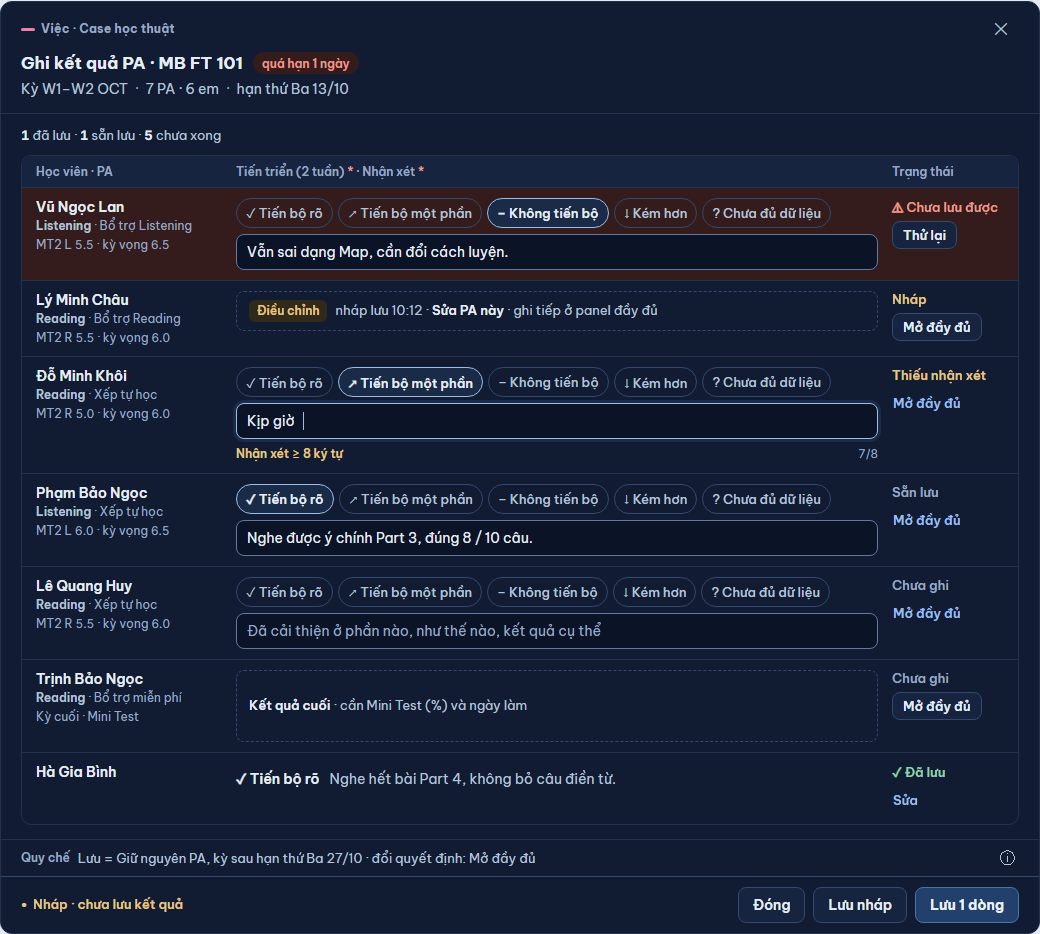 Việc · Case học thuật
Ghi kết quả PA · MB FT 101 quá hạn 1 ngày
Kỳ W1–W2 OCT · 7 PA · 6 em · hạn thứ Ba 13/10
1 đã lưu · 1 sẵn lưu · 5 chưa xong
Học viên · PA Tiến triển (2 tuần) * · Nhận xét * Trạng thái
Vũ Ngọc Lan
Listening · Bổ trợ Listening
MT2 L 5.5 · kỳ vọng 6.5
✓ Tiến bộ rõ ↗ Tiến bộ một phần – Không tiến bộ ↓ Kém hơn ? Chưa đủ dữ liệu
Vẫn sai dạng Map, cần đổi cách luyện.
⚠ Chưa lưu được
Thử lại
Lý Minh Châu
Reading · Bổ trợ Reading
MT2 R 5.5 · kỳ vọng 6.0
Điều chỉnh nháp lưu 10:12 · Sửa PA này · ghi tiếp ở panel đầy đủ
Nháp
Mở đầy đủ
Đỗ Minh Khôi
Reading · Xếp tự học
MT2 R 5.0 · kỳ vọng 6.0
✓ Tiến bộ rõ ↗ Tiến bộ một phần – Không tiến bộ ↓ Kém hơn ? Chưa đủ dữ liệu
Kịp giờ
Nhận xét ≥ 8 ký tự 7/8
Thiếu nhận xét
Mở đầy đủ
Phạm Bảo Ngọc
Listening · Xếp tự học
MT2 L 6.0 · kỳ vọng 6.5
✓ Tiến bộ rõ ↗ Tiến bộ một phần – Không tiến bộ ↓ Kém hơn ? Chưa đủ dữ liệu
Nghe được ý chính Part 3, đúng 8 / 10 câu.
Sẵn lưu
Mở đầy đủ
Lê Quang Huy
Reading · Xếp tự học
MT2 R 5.5 · kỳ vọng 6.0
✓ Tiến bộ rõ ↗ Tiến bộ một phần – Không tiến bộ ↓ Kém hơn ? Chưa đủ dữ liệu
Đã cải thiện ở phần nào, như thế nào, kết quả cụ thể
Chưa ghi
Mở đầy đủ
Trịnh Bảo Ngọc
Reading · Bổ trợ miễn phí
Kỳ cuối · Mini Test
Kết quả cuối · cần Mini Test (%) và ngày làm
Chưa ghi
Mở đầy đủ
Hà Gia Bình
✓ Tiến bộ rõ Nghe hết bài Part 4, không bỏ câu điền từ.
✓ Đã lưu
Sửa
Quy chế Lưu = Giữ nguyên PA, kỳ sau hạn thứ Ba 27/10 · đổi quyết định: Mở đầy đủ
• Nháp · chưa lưu kết quả
Đóng Lưu nháp Lưu 1 dòng